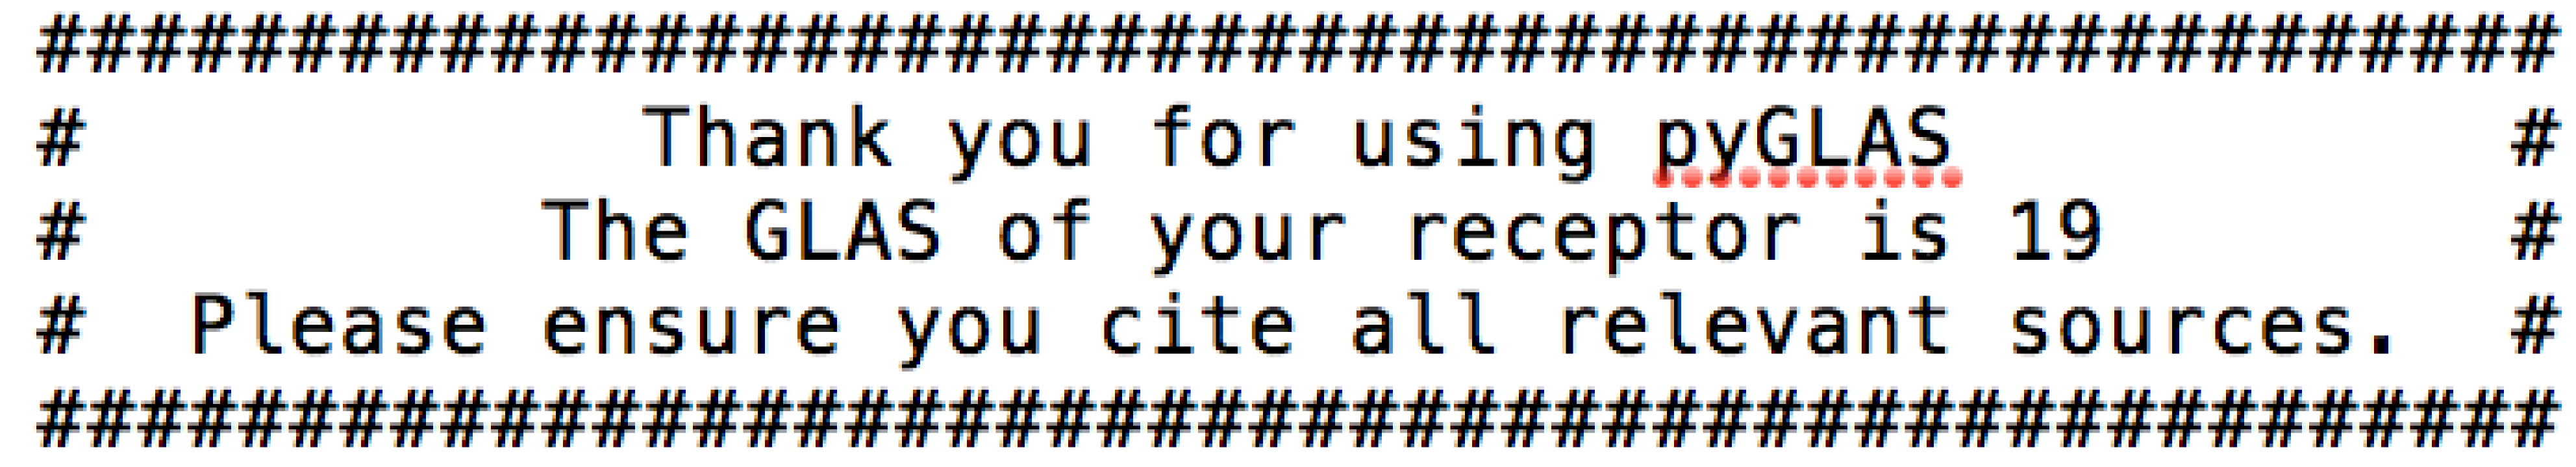 ##################################################
#           Thank you for using pyGLAS           #
#         The GLAS of your receptor is 19        #
#  Please ensure you cite all relevant sources.  #
##################################################